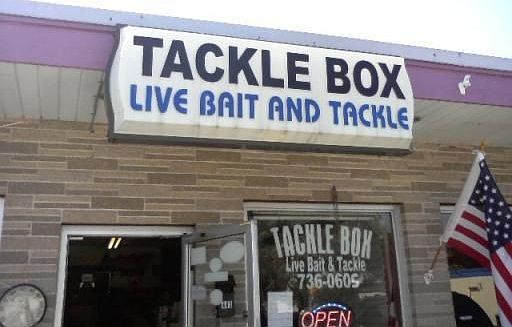 TACKLE BOX
LIVE BAIT AND TACKLE
TACKLE BOX
Live Bait & Tackle
736-0605
OPEN